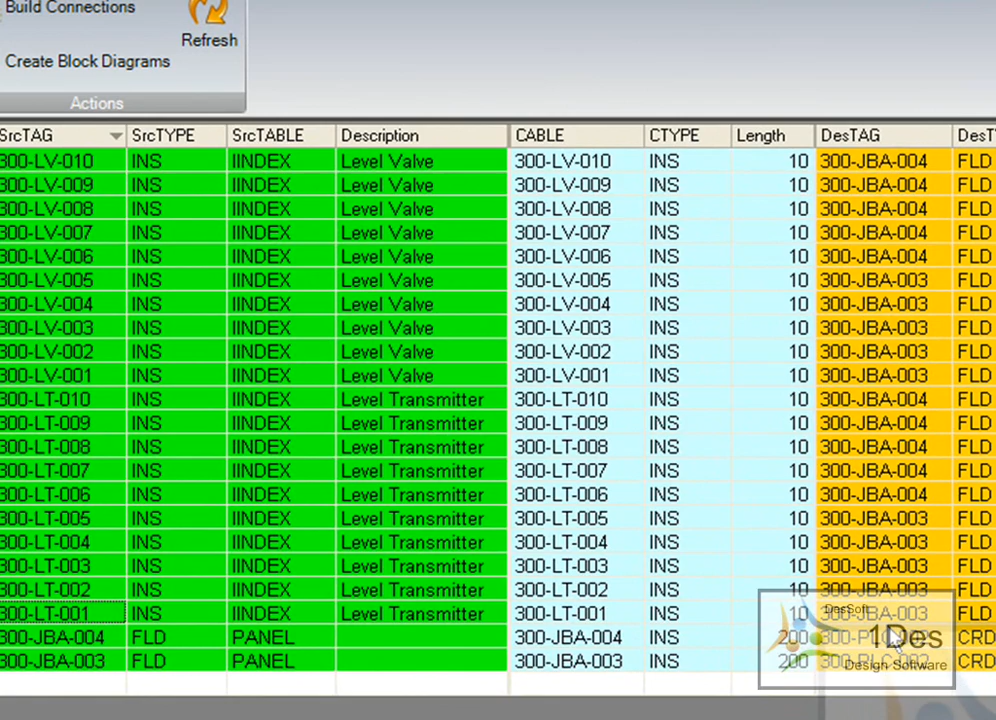 Build Connections
Refresh
Create Block Diagrams
Actions
SrcTAG SrcTYPE SrcTABLE Description CABLE CTYPE Length DesTAG DesT
300-LV-010 INS IINDEX Level Valve 300-LV-010 INS 10 300-JBA-004 FLD
300-LV-009 INS IINDEX Level Valve 300-LV-009 INS 10 300-JBA-004 FLD
300-LV-008 INS IINDEX Level Valve 300-LV-008 INS 10 300-JBA-004 FLD
300-LV-007 INS IINDEX Level Valve 300-LV-007 INS 10 300-JBA-004 FLD
300-LV-006 INS IINDEX Level Valve 300-LV-006 INS 10 300-JBA-004 FLD
300-LV-005 INS IINDEX Level Valve 300-LV-005 INS 10 300-JBA-003 FLD
300-LV-004 INS IINDEX Level Valve 300-LV-004 INS 10 300-JBA-003 FLD
300-LV-003 INS IINDEX Level Valve 300-LV-003 INS 10 300-JBA-003 FLD
300-LV-002 INS IINDEX Level Valve 300-LV-002 INS 10 300-JBA-003 FLD
300-LV-001 INS IINDEX Level Valve 300-LV-001 INS 10 300-JBA-003 FLD
300-LT-010 INS IINDEX Level Transmitter 300-LT-010 INS 10 300-JBA-004 FLD
300-LT-009 INS IINDEX Level Transmitter 300-LT-009 INS 10 300-JBA-004 FLD
300-LT-008 INS IINDEX Level Transmitter 300-LT-008 INS 10 300-JBA-004 FLD
300-LT-007 INS IINDEX Level Transmitter 300-LT-007 INS 10 300-JBA-004 FLD
300-LT-006 INS IINDEX Level Transmitter 300-LT-006 INS 10 300-JBA-004 FLD
300-LT-005 INS IINDEX Level Transmitter 300-LT-005 INS 10 300-JBA-003 FLD
300-LT-004 INS IINDEX Level Transmitter 300-LT-004 INS 10 300-JBA-003 FLD
300-LT-003 INS IINDEX Level Transmitter 300-LT-003 INS 10 300-JBA-003 FLD
300-LT-002 INS IINDEX Level Transmitter 300-LT-002 INS 10 300-JBA-003 FLD
300-LT-001 INS IINDEX Level Transmitter 300-LT-001 INS 10 300-JBA-003 FLD
300-JBA-004 FLD PANEL 300-JBA-004 INS 200 CRD
300-JBA-003 FLD PANEL 300-JBA-003 INS 200 300-PLC-002 CRD
DesSoft
1Des
Design Software